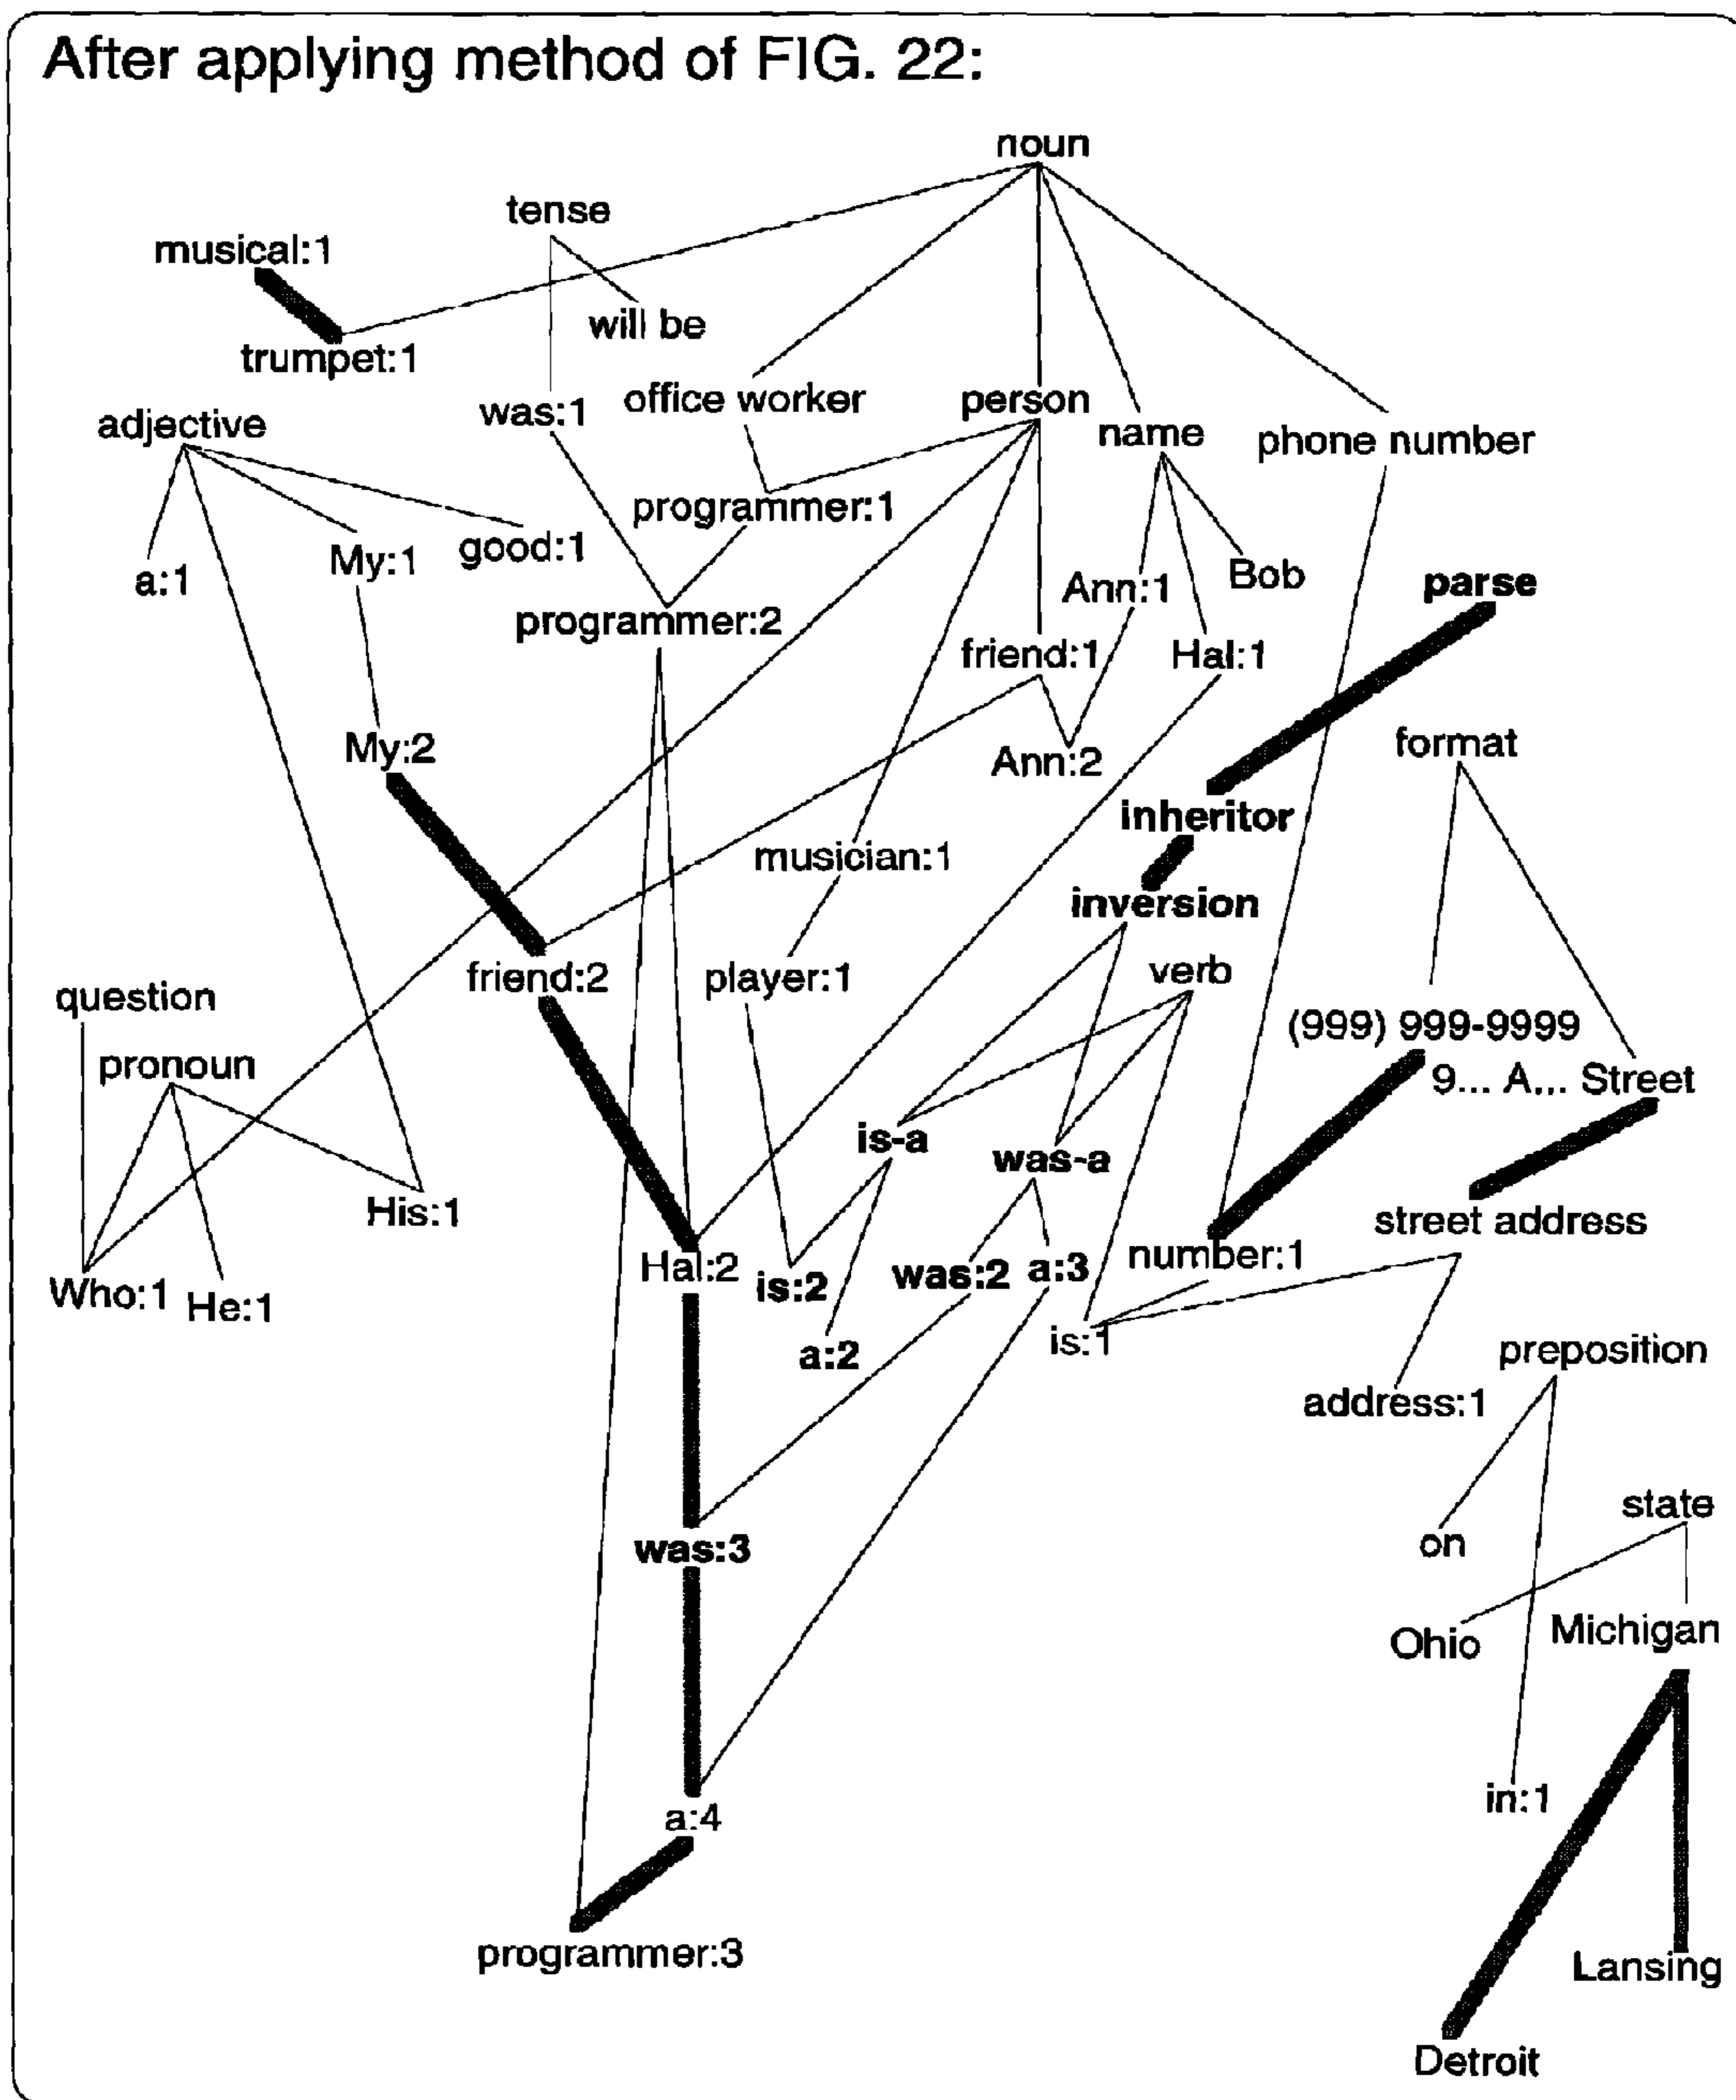 After applying method of FIG. 22:
noun
tense
musical:1
will be
trumpet:1
office worker
person
was:1
adjective
name
phone number
programmer:1
good:1
My:1
a:1
Ann:1
Bob
parse
programmer:2
friend:1
Hal:1
format
My:2
Ann:2
inheritor
musician:1
inversion
verb
friend:2
player:1
question
(999) 999-9999
pronoun
9... A... Street
is-a
was-a
His:1
street address
number:1
Hal:2
is:2
was:2 a:3
Who:1 He:1
is:1
a:2
preposition
address:1
state
on
was:3
Michigan
Ohio
in:1
a:4
programmer:3
Lansing
Detroit